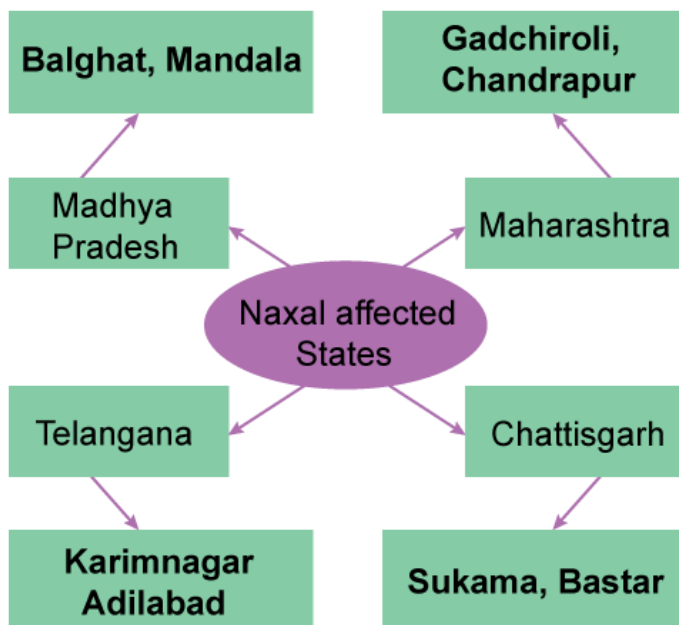 Balghat, Mandala
Gadchiroli,
Chandrapur
Madhya
Pradesh
Maharashtra
Naxal affected
States
Telangana
Chattisgarh
Karimnagar
Adilabad
Sukama, Bastar